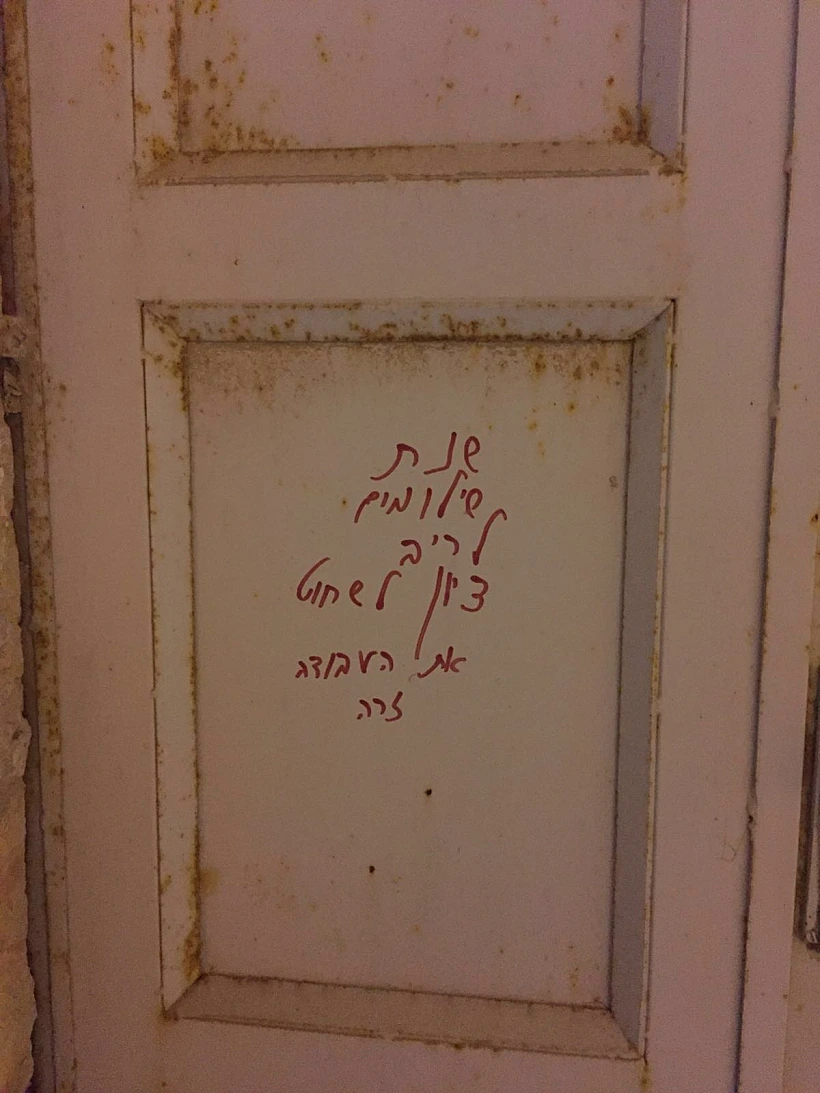 שנת
שילומים
לריב
ציון לשחוט
את העבודה
זרה